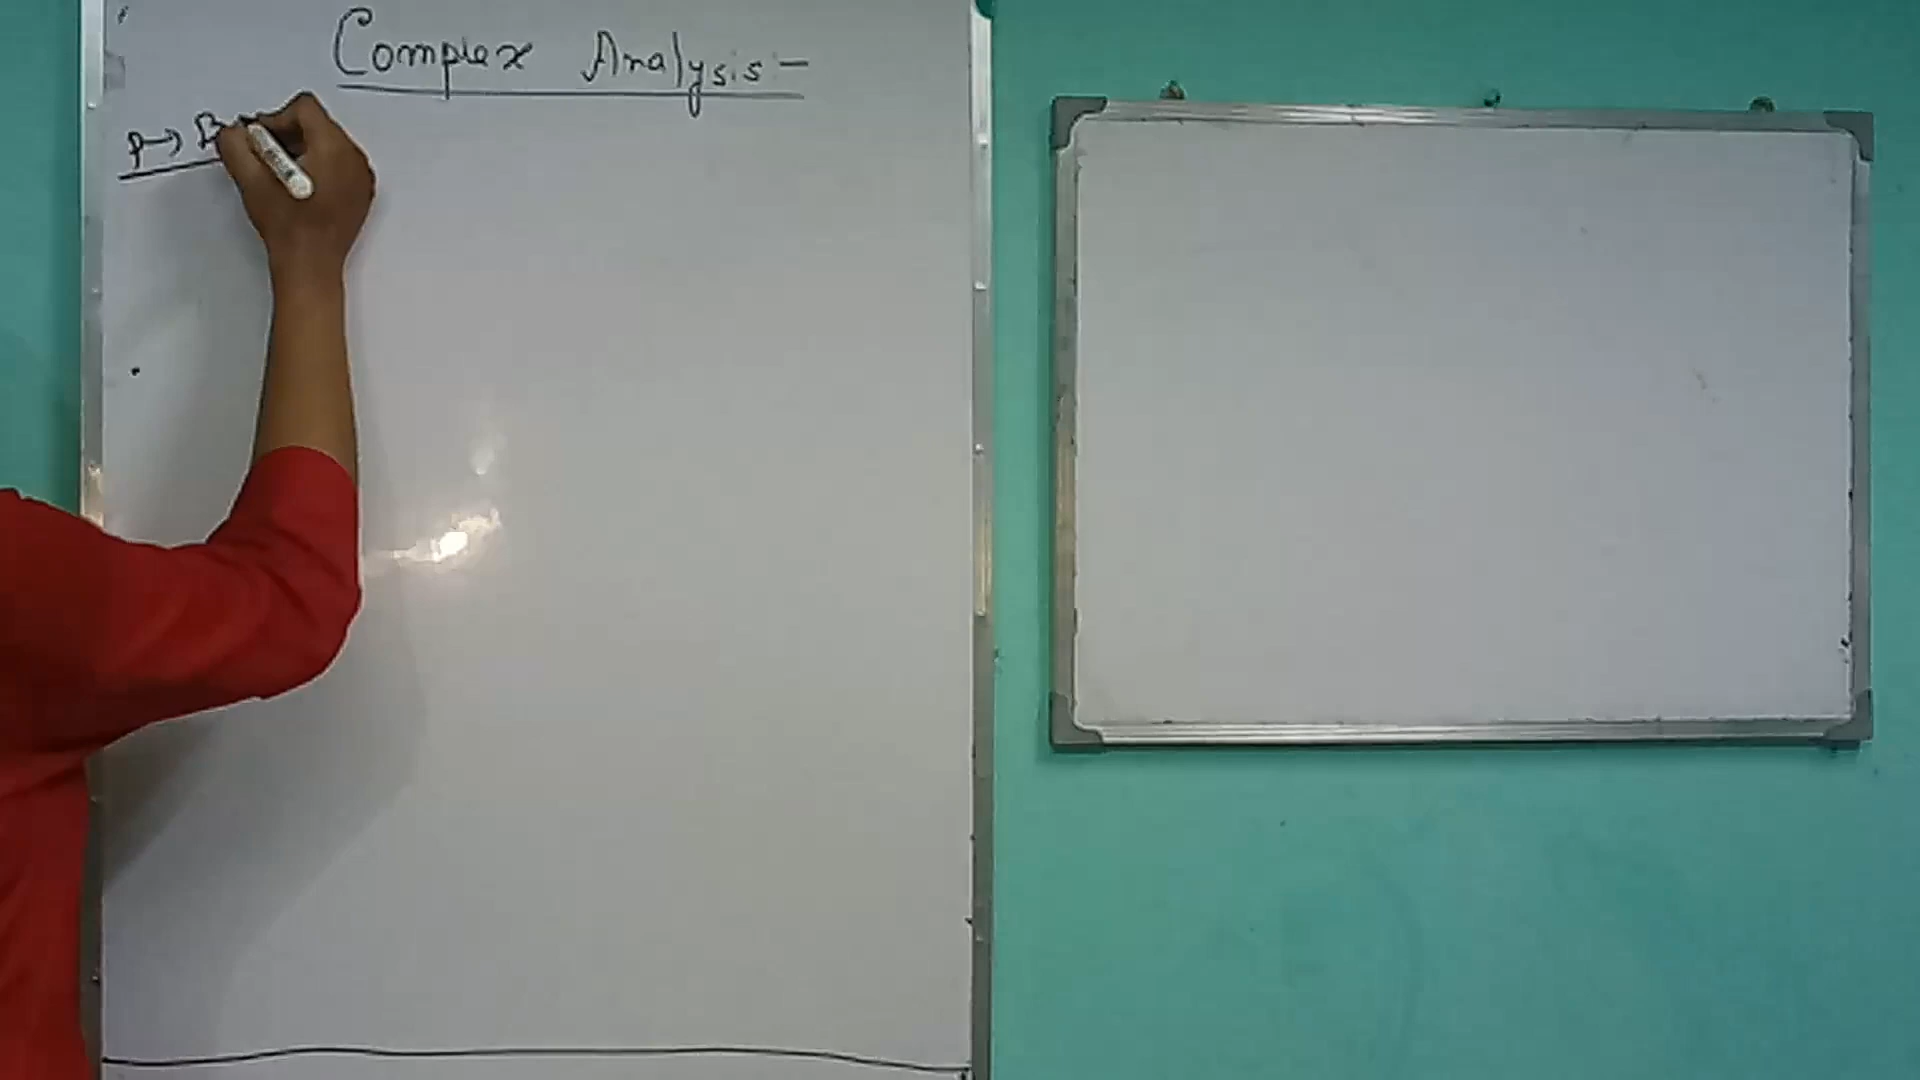 Complex Analysis:-
P→